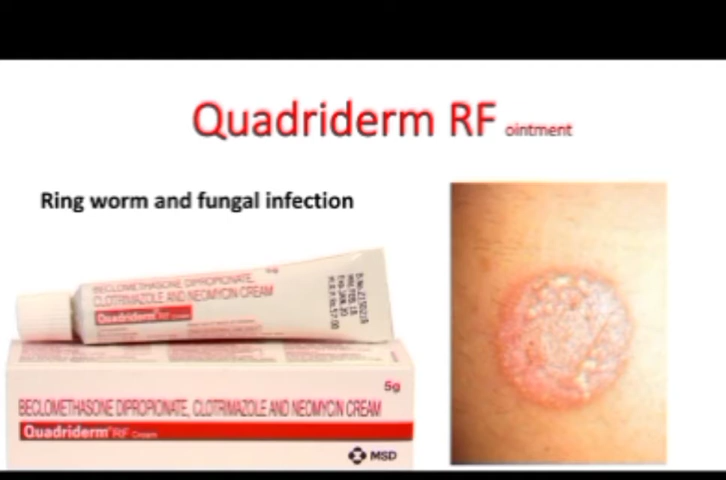 Quadriderm RF ointment
Ring worm and fungal infection
BECLOMETHASONE DIPROPIONATE,
CLOTRIMAZOLE AND NEOMYCIN CREAM
Quadriderm RF Cream
5g
BECLOMETHASONE DIPROPIONATE, CLOTRIMAZOLE AND NEOMYCIN CREAM
Quadriderm RF Cream
MSD